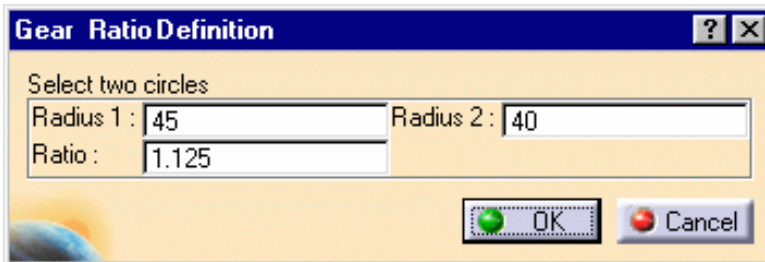 Gear Ratio Definition ? X
Select two circles
Radius 1 : 45 Radius 2 : 40
Ratio : 1.125
OK Cancel